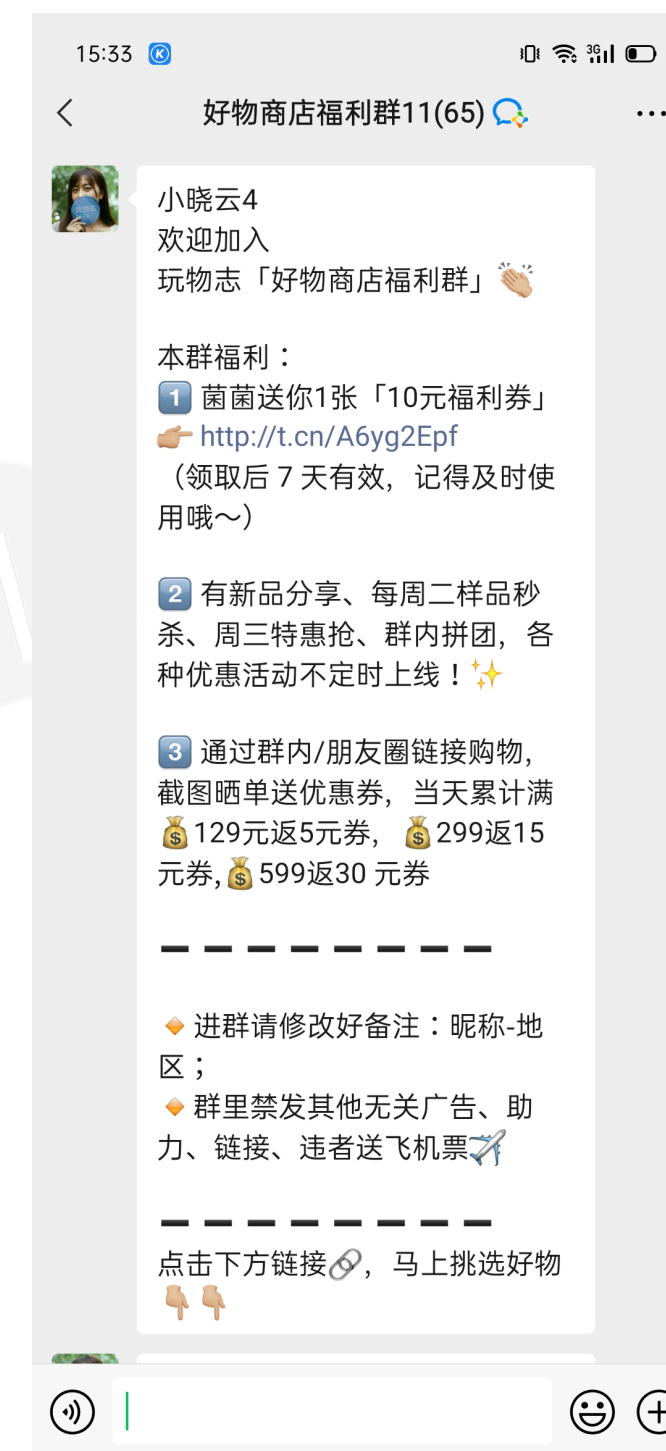 15:33
3G
好物商店福利群11(65)
小晓云4
欢迎加入
玩物志「好物商店福利群」👏🏼
本群福利：
1️⃣ 菌菌送你1张「10元福利券」
👉🏼 http://t.cn/A6yg2Epf
（领取后 7 天有效，记得及时使
用哦～）
2️⃣ 有新品分享、每周二样品秒
杀、周三特惠抢、群内拼团，各
种优惠活动不定时上线！✨
3️⃣ 通过群内/朋友圈链接购物，
截图晒单送优惠券，当天累计满
💰129元返5元券，💰299返15
元券,💰599返30 元券
➖➖➖➖➖➖➖➖
🔸进群请修改好备注：昵称-地
区；
🔸群里禁发其他无关广告、助
力、链接、违者送飞机票✈️
➖➖➖➖➖➖➖➖
点击下方链接🔗，马上挑选好物
👇🏼👇🏼